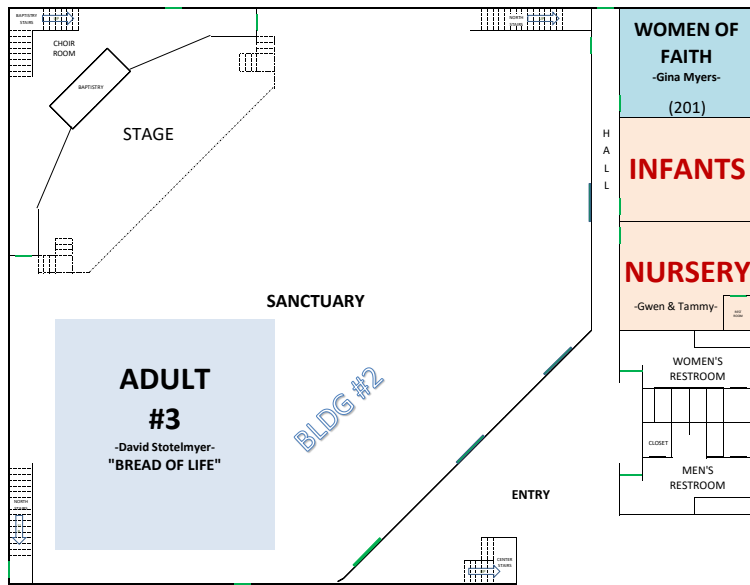 BAPTISTRY
STAIRS
CHOIR
ROOM
BAPTISTRY
STAGE
NORTH
STAIRS
WOMEN OF
FAITH
-Gina Myers-
(201)
H
A
L
L
INFANTS
NURSERY
-Gwen & Tammy-
REST
ROOM
SANCTUARY
ADULT
#3
-David Stotelmyer-
"BREAD OF LIFE"
BLDG #2
WOMEN'S
RESTROOM
CLOSET
MEN'S
RESTROOM
ENTRY
NORTH
STAIRS
CENTER
STAIRS